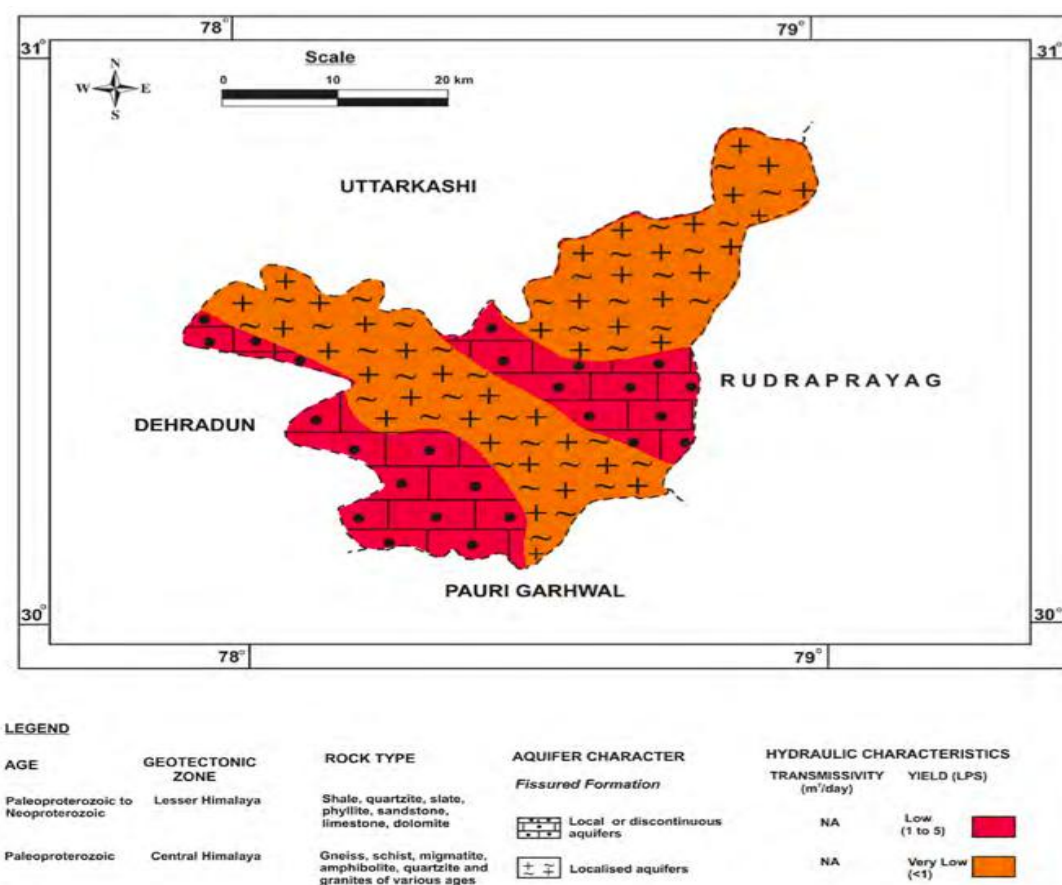 78° 79°
31° 31°
Scale
0 10 20 km
N
W E
S
UTTARKASHI
RUDRAPRAYAG
DEHRADUN
PAURI GARHWAL
30° 30°
78° 79°
LEGEND
AGE GEOTECTONIC ZONE ROCK TYPE AQUIFER CHARACTER HYDRAULIC CHARACTERISTICS
Fissured Formation TRANSMISSIVITY (m²/day) YIELD (LPS)
Paleoproterozoic to Neoproterozoic
Lesser Himalaya
Shale, quartzite, slate,
phyllite, sandstone,
limestone, dolomite
Local or discontinuous
aquifers
NA
Low
(1 to 5)
Paleoproterozoic
Central Himalaya
Gneiss, schist, migmatite,
amphibolite, quartzite and
granites of various ages
Localised aquifers
NA
Very Low
(<1)